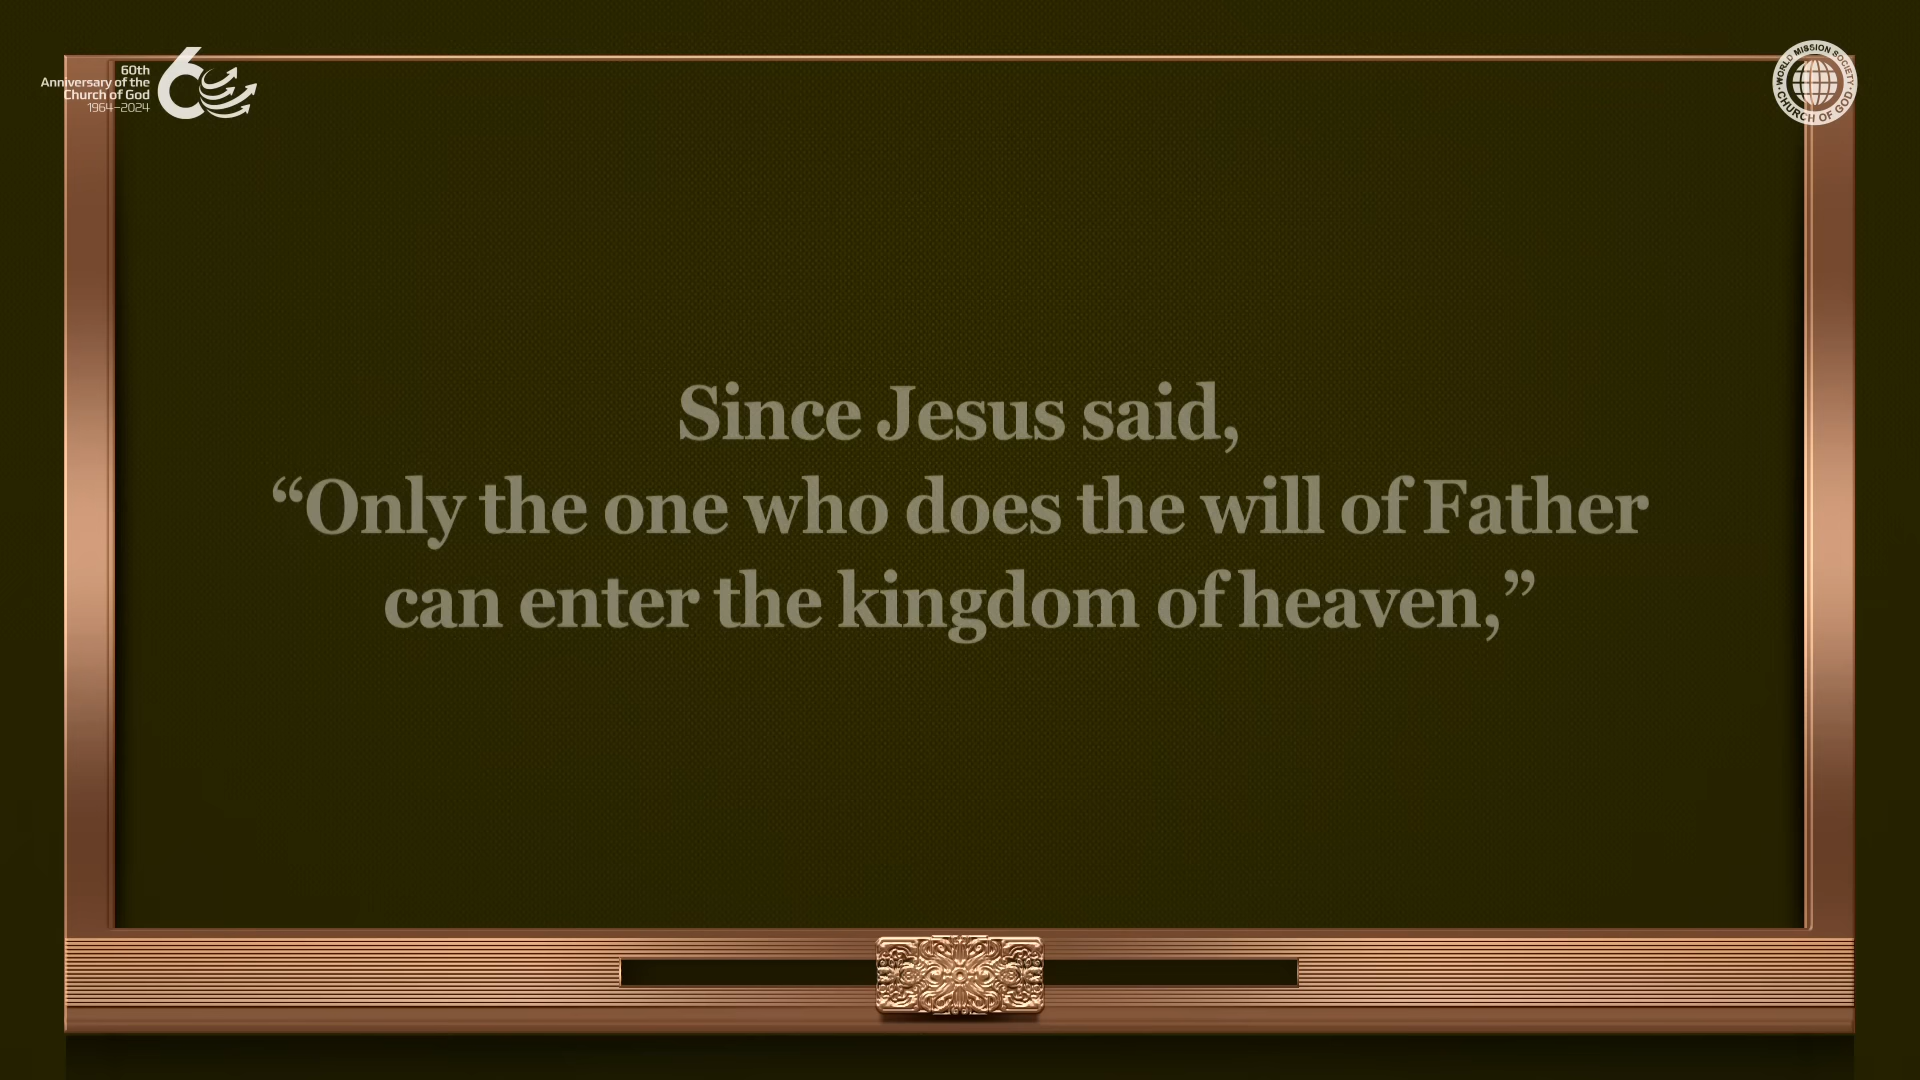 60th
Anniversary of the
Church of God
1964–2024
WORLD MISSION SOCIETY
CHURCH OF GOD
Since Jesus said,
“Only the one who does the will of Father
can enter the kingdom of heaven,”